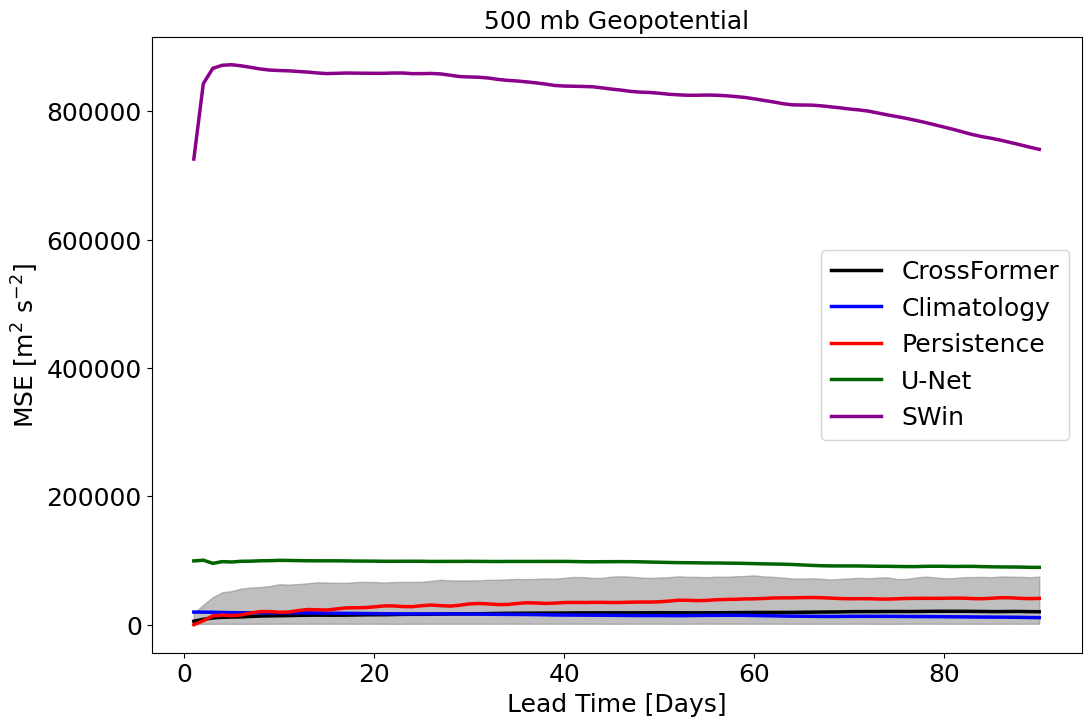 500 mb Geopotential
MSE [m² s⁻²]
800000
600000
400000
200000
0
CrossFormer
Climatology
Persistence
U-Net
SWin
0 20 40 60 80
Lead Time [Days]